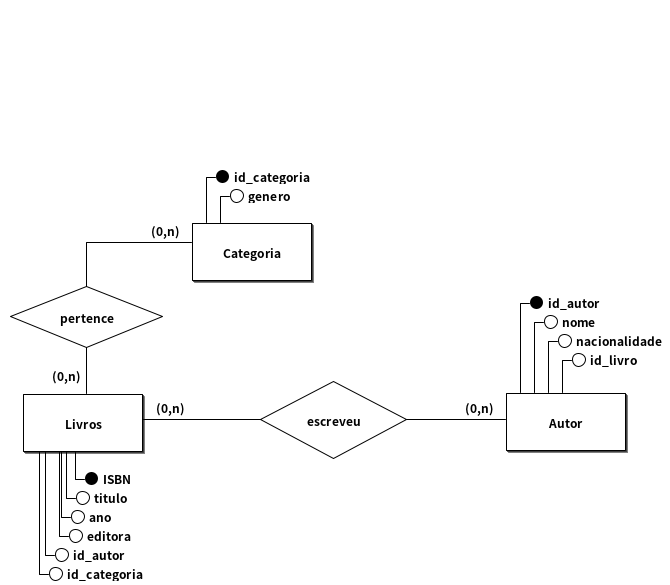 id_categoria
genero
(0,n)
Categoria
pertence
(0,n)
Livros
(0,n)
escreveu
(0,n)
id_autor
nome
nacionalidade
id_livro
Autor
ISBN
titulo
ano
editora
id_autor
id_categoria